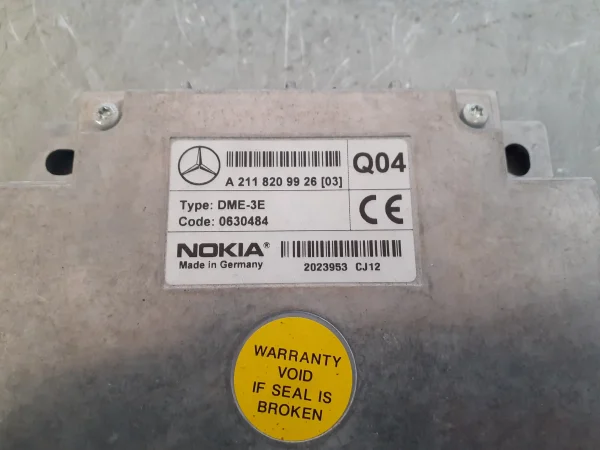 A 211 820 99 26 [03]
Q04
Type: DME-3E
Code: 0630484
CE
NOKIA®
Made in Germany
2023953 CJ12
WARRANTY
VOID
IF SEAL IS
BROKEN